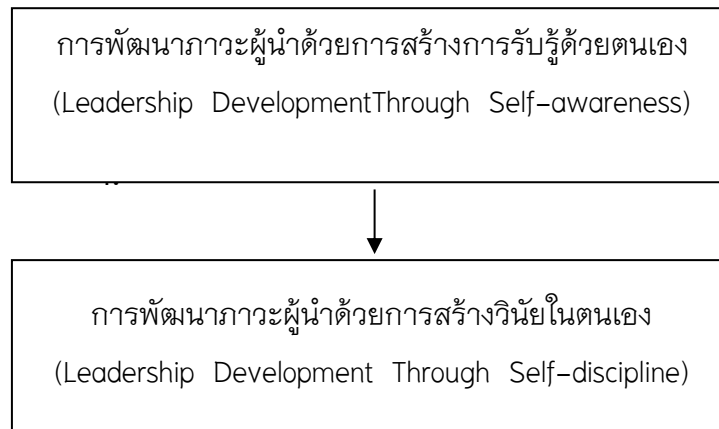 การพัฒนาภาวะผู้นำด้วยการสร้างการรับรู้ด้วยตนเอง
(Leadership DevelopmentThrough Self-awareness)
การพัฒนาภาวะผู้นำด้วยการสร้างวินัยในตนเอง
(Leadership Development Through Self-discipline)